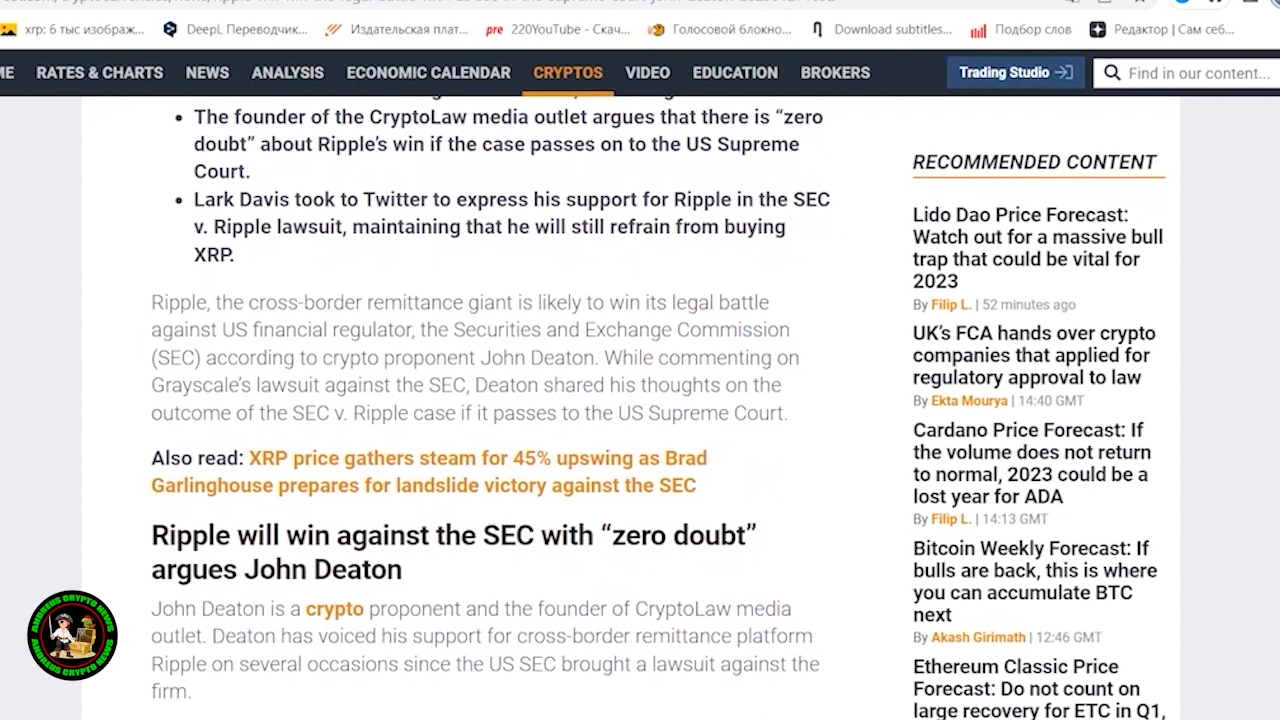 xrp: 6 тыс изображ...
DeepL Переводчик...
Издательская плат...
pre 220YouTube - Скач...
Голосовой блокно...
Download subtitles...
Подбор слов
Редактор | Сам себ...
ME RATES & CHARTS NEWS ANALYSIS ECONOMIC CALENDAR CRYPTOS VIDEO EDUCATION BROKERS Trading Studio Find in our content...
• The founder of the CryptoLaw media outlet argues that there is “zero
doubt” about Ripple’s win if the case passes on to the US Supreme
Court.
• Lark Davis took to Twitter to express his support for Ripple in the SEC
v. Ripple lawsuit, maintaining that he will still refrain from buying
XRP.
Ripple, the cross-border remittance giant is likely to win its legal battle
against US financial regulator, the Securities and Exchange Commission
(SEC) according to crypto proponent John Deaton. While commenting on
Grayscale’s lawsuit against the SEC, Deaton shared his thoughts on the
outcome of the SEC v. Ripple case if it passes to the US Supreme Court.
Also read: XRP price gathers steam for 45% upswing as Brad
Garlinghouse prepares for landslide victory against the SEC
Ripple will win against the SEC with “zero doubt”
argues John Deaton
John Deaton is a crypto proponent and the founder of CryptoLaw media
outlet. Deaton has voiced his support for cross-border remittance platform
Ripple on several occasions since the US SEC brought a lawsuit against the
firm.
RECOMMENDED CONTENT
Lido Dao Price Forecast:
Watch out for a massive bull
trap that could be vital for
2023
By Filip L. | 52 minutes ago
UK’s FCA hands over crypto
companies that applied for
regulatory approval to law
By Ekta Mourya | 14:40 GMT
Cardano Price Forecast: If
the volume does not return
to normal, 2023 could be a
lost year for ADA
By Filip L. | 14:13 GMT
Bitcoin Weekly Forecast: If
bulls are back, this is where
you can accumulate BTC
next
By Akash Girimath | 12:46 GMT
Ethereum Classic Price
Forecast: Do not count on
large recovery for ETC in Q1,
ANDREUS CRYPTO NEWS
ANDREUS CRYPTO NEWS